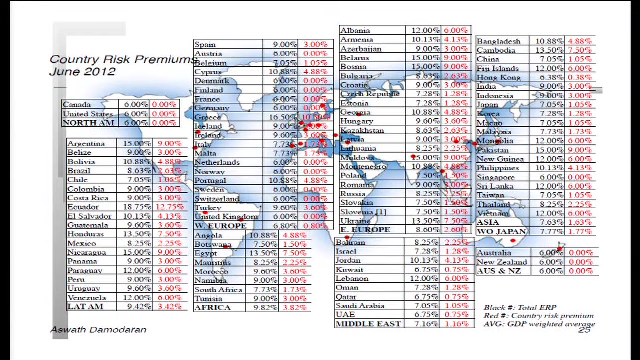 Country Risk Premiums
June 2012
Canada 6.00% 0.00%
United States 6.00% 0.00%
NORTH AM 6.00% 0.00%
Argentina 15.00% 9.00%
Belize 9.00% 3.00%
Bolivia 10.88% 4.88%
Brazil 8.63%
Chile 7.05% 1.05%
Colombia 9.00% 3.00%
Costa Rica 9.00% 3.00%
Ecuador 18.75% 12.75%
El Salvador 10.13% 4.13%
Guatemala 9.60% 3.60%
Honduras 13.50% 7.50%
Mexico 8.25% 2.25%
Nicaragua 15.00% 9.00%
Panama 9.00% 3.00%
Paraguay 12.00% 6.00%
Peru 9.00% 3.00%
Uruguay 9.60% 3.60%
Venezuela 12.00% 6.00%
LAT AM 9.42% 3.42%
Spain 9.00% 3.00%
Austria 6.00% 0.00%
Belgium 7.05% 1.05%
Cyprus 10.88% 4.88%
Denmark 6.00% 0.00%
Finland 6.00% 0.00%
France 6.00% 0.00%
Germany 6.00% 0.00%
Greece 16.50%
Iceland 9.00%
Ireland 9.60%
Italy 7.73%
Malta 7.73%
Netherlands 6.00% 0.00%
Norway 6.00% 0.00%
Portugal 10.88% 4.88%
Sweden 6.00% 0.00%
Switzerland 6.00% 0.00%
United Kingdom 6.00% 0.00%
W. EUROPE 6.80% 0.80%
Angola 10.88% 4.88%
Botswana 7.50% 1.50%
Egypt 13.50% 7.50%
Mauritius 8.25% 2.25%
Morocco 9.60% 3.60%
Namibia 9.00% 3.00%
South Africa 7.73% 1.73%
Tunisia 9.00% 3.00%
AFRICA 9.82% 3.82%
Albania 12.00% 6.00%
Armenia 10.13% 4.13%
Azerbaijan 9.00% 3.00%
Belarus 15.00% 9.00%
Bosnia 15.00% 9.00%
Bulgaria 8.63% 2.63%
Croatia 9.00% 3.00%
Czech Republic 7.28% 1.28%
Estonia 7.28% 1.28%
Georgia 10.88% 4.88%
Hungary 9.60% 3.60%
Kazakhstan 8.63% 2.63%
Latvia 9.00%
Lithuania 8.25% 2.25%
Moldova 15.00% 9.00%
Montenegro 10.88% 4.88%
Poland 7.50% 1.50%
Romania 9.00% 3.00%
Russia 8.25% 2.25%
Slovakia 7.50% 1.50%
Slovenia [1] 7.50% 1.50%
Ukraine 13.50% 7.50%
E. EUROPE 8.60% 2.60%
Bahrain 8.25% 2.25%
Israel 7.28% 1.28%
Jordan 10.13% 4.13%
Kuwait 6.75% 0.75%
Lebanon 12.00% 6.00%
Oman 7.28% 1.28%
Qatar 6.75% 0.75%
Saudi Arabia 7.05% 1.05%
UAE 6.75% 0.75%
MIDDLE EAST 7.16% 1.16%
Bangladesh 10.88% 4.88%
Cambodia 13.50% 7.50%
China 7.05% 1.05%
Fiji Islands 12.00% 6.00%
Hong Kong 6.38% 0.38%
India 9.00% 3.00%
Indonesia 9.00% 3.00%
Japan 7.05% 1.05%
Korea 7.28% 1.28%
Macao 7.05% 1.05%
Malaysia 7.73% 1.73%
Mongolia 12.00% 6.00%
Pakistan 15.00% 9.00%
New Guinea 12.00% 6.00%
Philippines 10.13% 4.13%
Singapore 6.00% 0.00%
Sri Lanka 12.00% 6.00%
Taiwan 7.05% 1.05%
Thailand 8.25% 2.25%
Vietnam 12.00% 6.00%
ASIA 7.63% 1.65%
WO JAPAN 7.77% 1.77%
Australia 6.00% 0.00%
New Zealand 6.00% 0.00%
AUS & NZ 6.00% 0.00%
Black #: Total ERP
Red #: Country risk premium
AVG: GDP weighted average
Aswath Damodaran
25